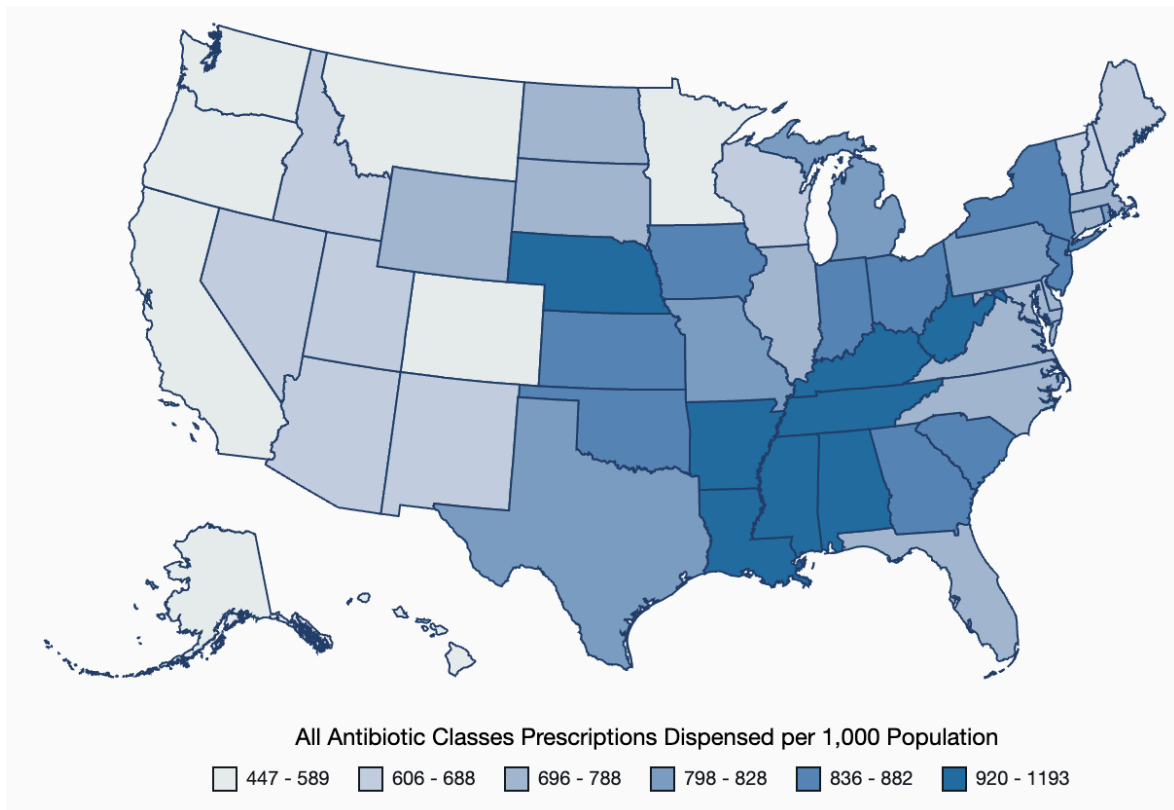 All Antibiotic Classes Prescriptions Dispensed per 1,000 Population
447 - 589 606 - 688 696 - 788 798 - 828 836 - 882 920 - 1193